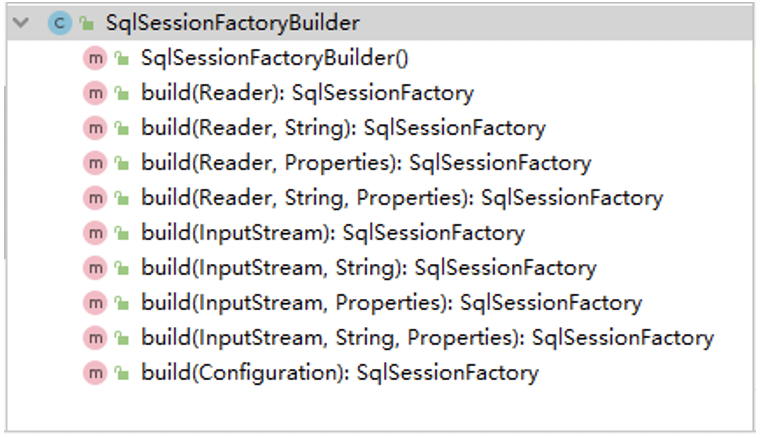 SqlSessionFactoryBuilder
SqlSessionFactoryBuilder()
build(Reader): SqlSessionFactory
build(Reader, String): SqlSessionFactory
build(Reader, Properties): SqlSessionFactory
build(Reader, String, Properties): SqlSessionFactory
build(InputStream): SqlSessionFactory
build(InputStream, String): SqlSessionFactory
build(InputStream, Properties): SqlSessionFactory
build(InputStream, String, Properties): SqlSessionFactory
build(Configuration): SqlSessionFactory